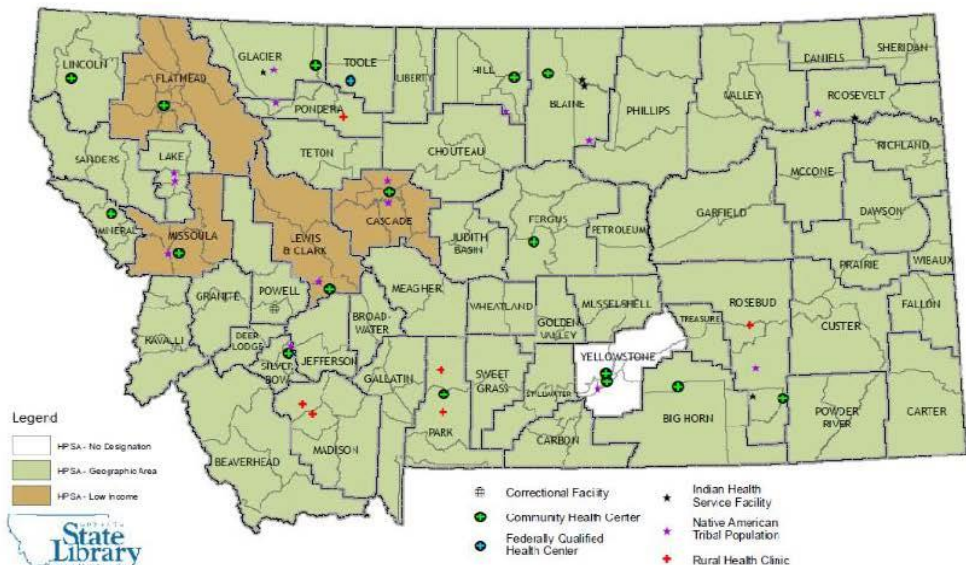 LINCOLN
FLATHEAD
GLACIER
TOOLE
LIBERTY
HILL
BLAINE
PHILLIPS
VALLEY
DANIELS
SHERIDAN
ROOSEVELT
PONDERA
TETON
CHOUTEAU
SANDERS
LAKE
RICHLAND
MCCONE
DAWSON
GARFIELD
MINERAL
MISSOULA
LEWIS
& CLARK
CASCADE
JUDITH
BASIN
FERGUS
PETROLEUM
PRAIRIE
WIBAUX
POWELL
GRANITE
MEAGHER
WHEATLAND
GOLDEN
VALLEY
MUSSELSHELL
TREASURE
ROSEBUD
CUSTER
FALLON
RAVALLI
DEER
LODGE
SILVER
BOW
JEFFERSON
BROAD-
WATER
GALLATIN
PARK
SWEET
GRASS
STILLWATER
YELLOWSTONE
BIG HORN
CARBON
POWDER
RIVER
CARTER
BEAVERHEAD
MADISON
Legend
HPSA - No Designation
HPSA - Geographic Area
HPSA - Low Income
State
Library
Correctional Facility
Community Health Center
Federally Qualified
Health Center
Indian Health
Service Facility
Native American
Tribal Population
Rural Health Clinic